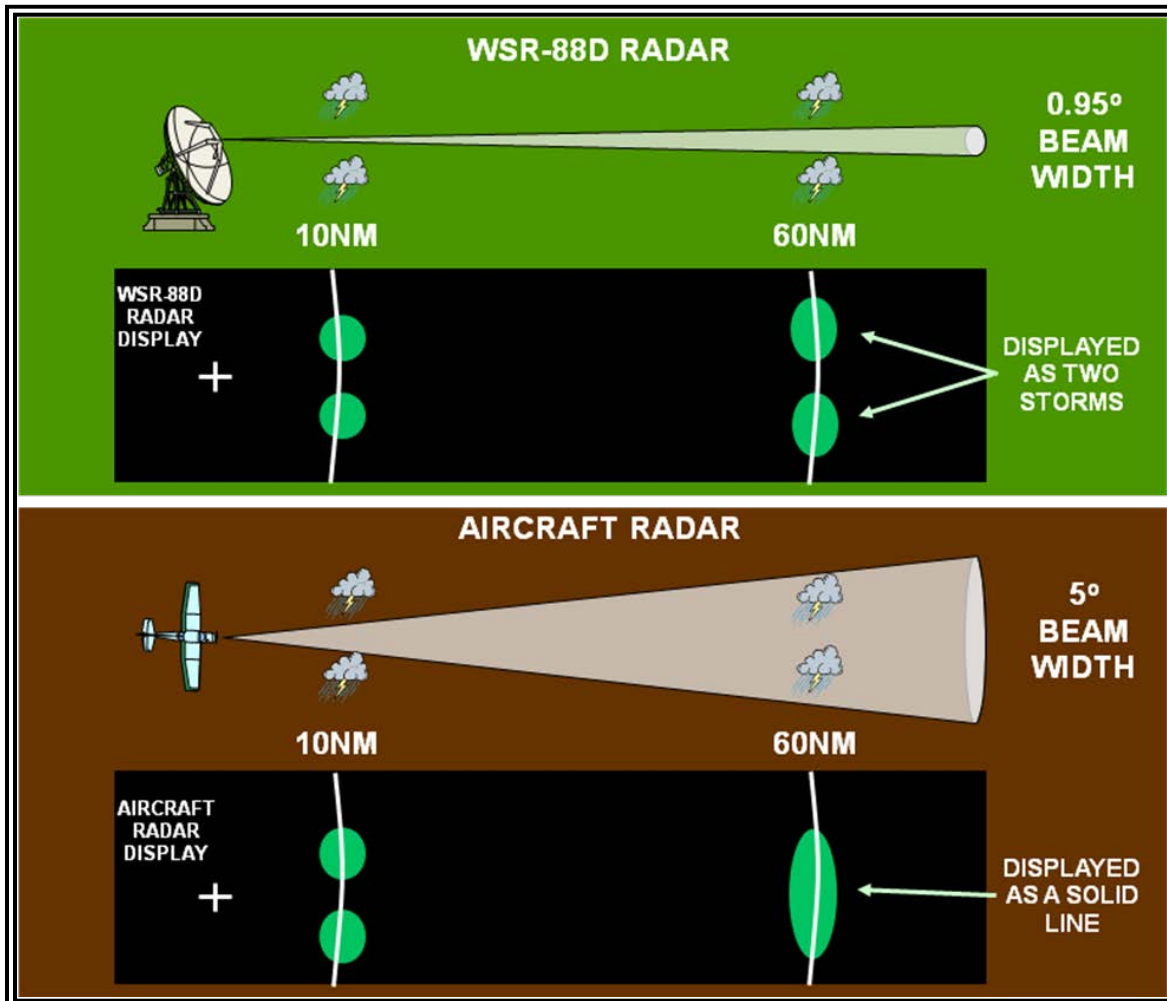 WSR-88D RADAR
0.95º
BEAM
WIDTH
10NM
60NM
WSR-88D
RADAR
DISPLAY
DISPLAYED
AS TWO
STORMS
AIRCRAFT RADAR
5º
BEAM
WIDTH
10NM
60NM
AIRCRAFT
RADAR
DISPLAY
DISPLAYED
AS A SOLID
LINE